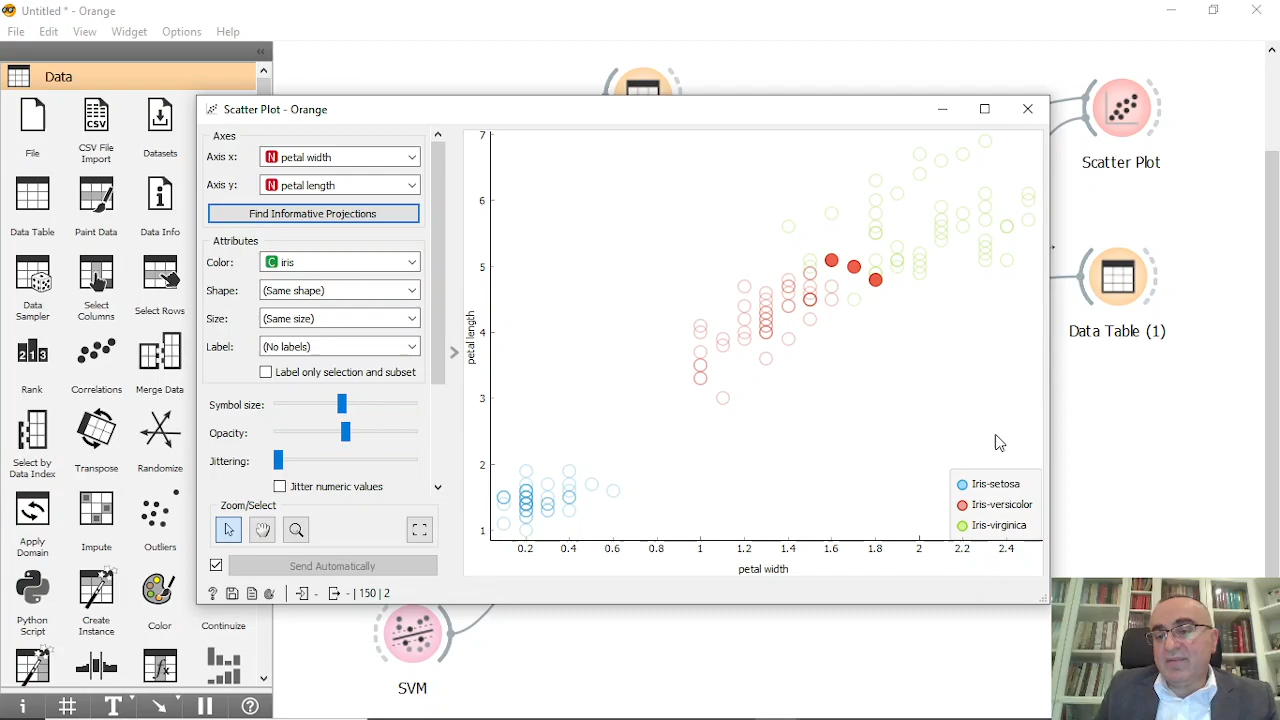 Untitled * - Orange
File Edit View Widget Options Help
Data
File
CSV File Import
Datasets
Data Table
Paint Data
Data Info
Data Sampler
Select Columns
Select Rows
Rank
Correlations
Merge Data
Select by Data Index
Transpose
Randomize
Apply Domain
Impute
Outliers
Python Script
Create Instance
Color
Continuize
Scatter Plot - Orange
Axes
Axis x: N petal width
Axis y: N petal length
Find Informative Projections
Attributes
Color: C iris
Shape: (Same shape)
Size: (Same size)
Label: (No labels)
Label only selection and subset
Symbol size:
Opacity:
Jittering:
Jitter numeric values
Zoom/Select
Send Automatically
? - - | 150 | 2
7
6
5
4
3
2
1
petal length
0.2 0.4 0.6 0.8 1 1.2 1.4 1.6 1.8 2 2.2 2.4
petal width
Iris-setosa
Iris-versicolor
Iris-virginica
Scatter Plot
Data Table (1)
SVM